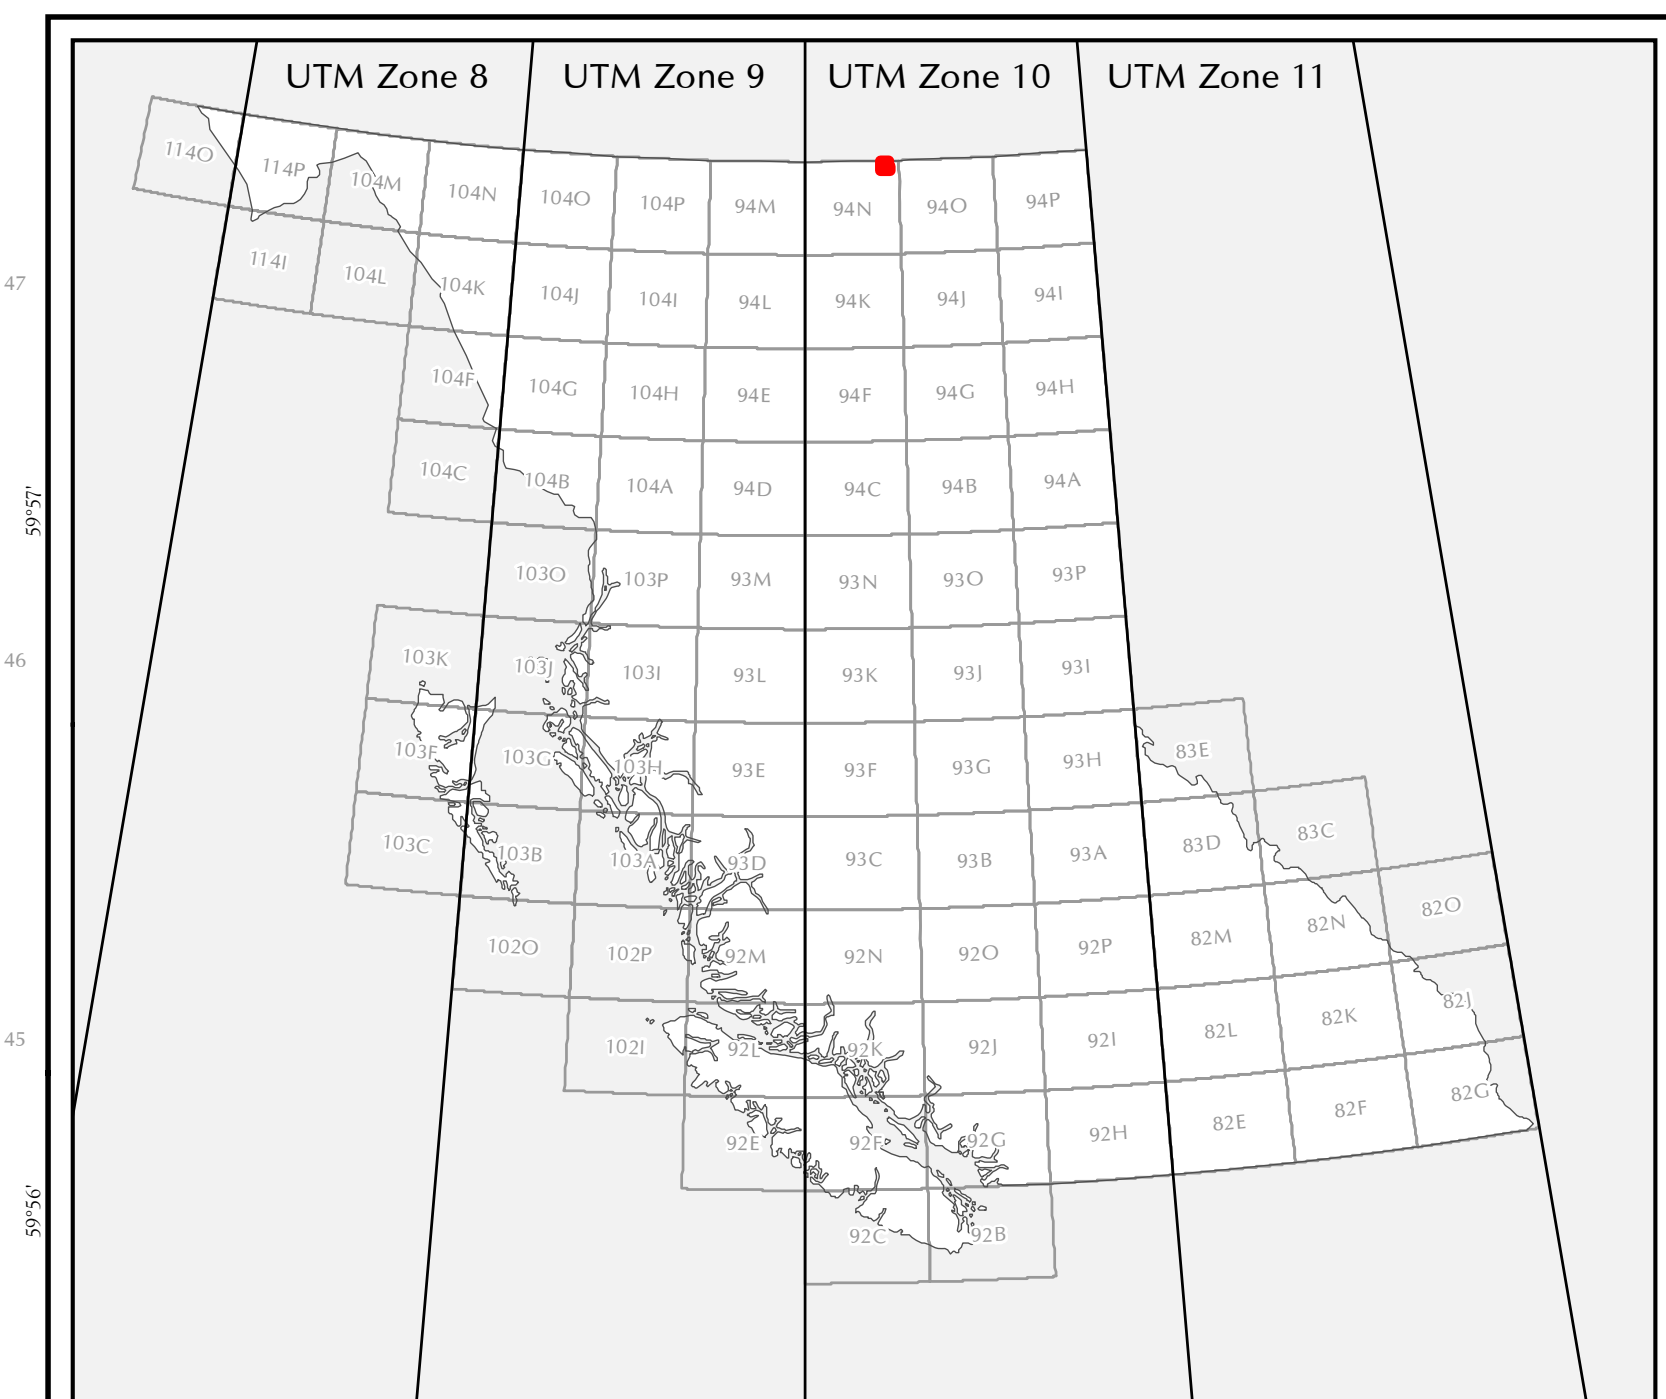 UTM Zone 8 UTM Zone 9 UTM Zone 10 UTM Zone 11
114O 114P 104M 104N 104O 104P 94M 94N 94O 94P
114I 104L 104K 104J 104I 94L 94K 94J 94I
47
104F 104G 104H 94E 94F 94G 94H
104C 104B 104A 94D 94C 94B 94A
59°57'
103O 103P 93M 93N 93O 93P
46
103K 103J 103I 93L 93K 93J 93I
103F 103G 103H 93E 93F 93G 93H 83E
103C 103B 103A 93D 93C 93B 93A 83D 83C
102O 102P 92M 92N 92O 92P 82M 82N 82O
45
102I 92L 92K 92J 92I 82L 82K 82J
92E 92F 92G 92H 82E 82F 82G
59°56'
92C 92B